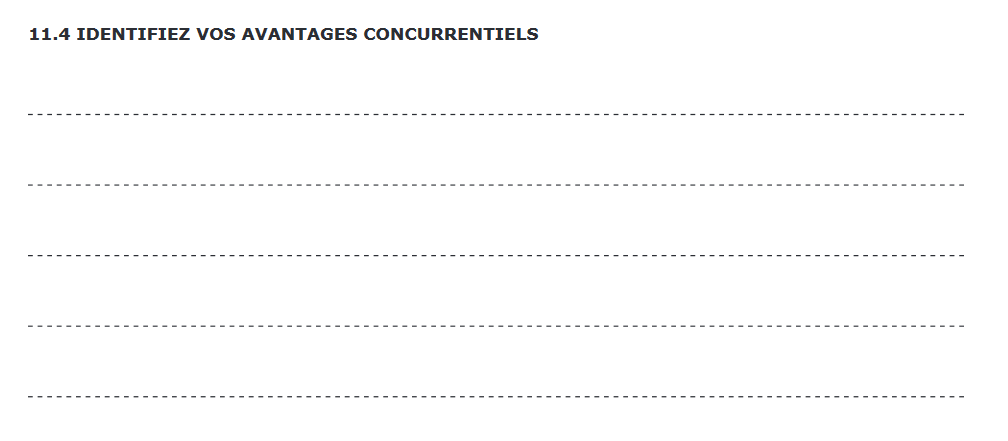 11.4 IDENTIFIEZ VOS AVANTAGES CONCURRENTIELS